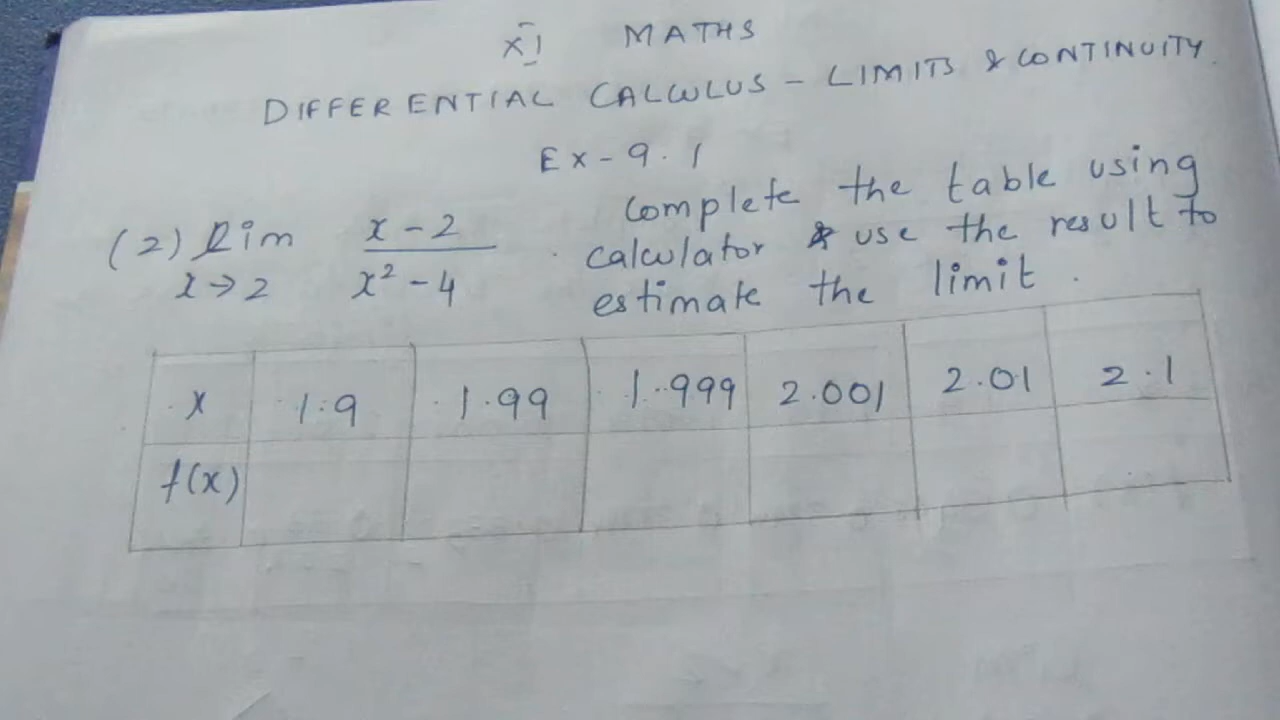 XI MATHS
DIFFERENTIAL CALCULUS - LIMITS & CONTINUITY.
Ex-9.1
(2) lim x→2 (x-2)/(x²-4). Complete the table using
calculator & use the result to
estimate the limit.
x 1.9 1.99 1.999 2.001 2.01 2.1
f(x)